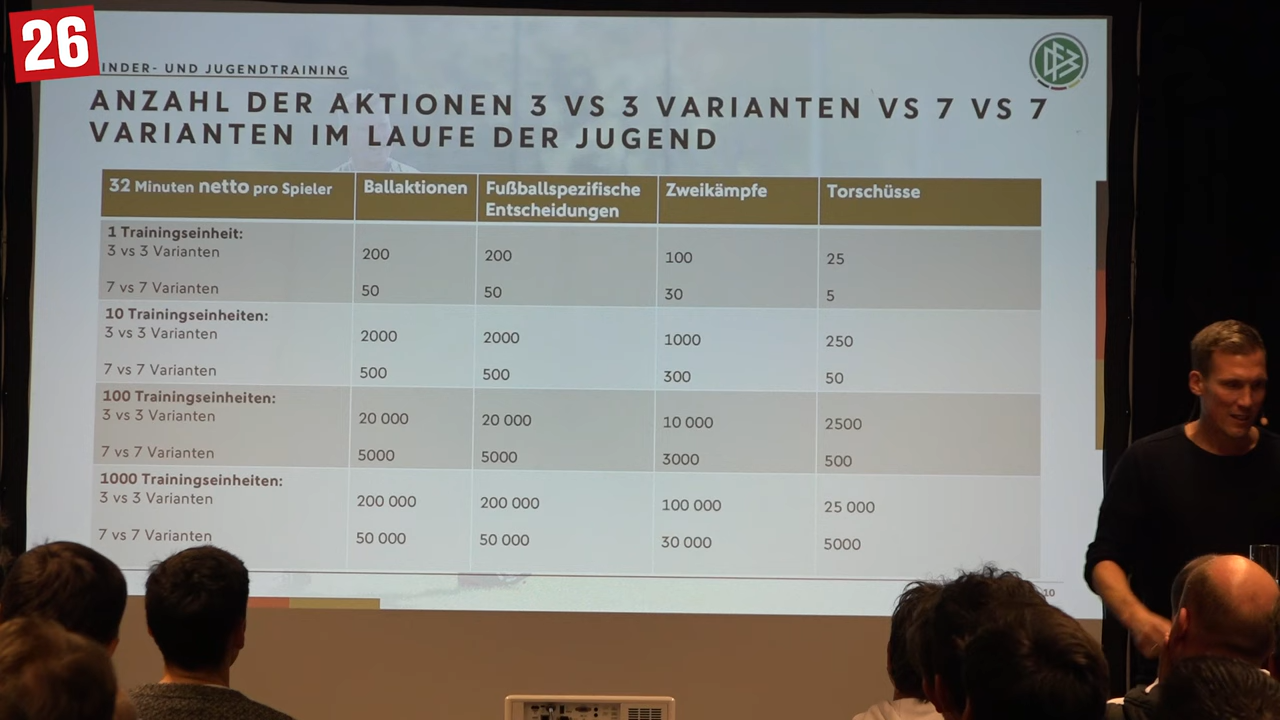 26
INDER- UND JUGENDTRAINING
DFB
ANZAHL DER AKTIONEN 3 VS 3 VARIANTEN VS 7 VS 7
VARIANTEN IM LAUFE DER JUGEND
32 Minuten netto pro Spieler Ballaktionen Fußballspezifische Entscheidungen Zweikämpfe Torschüsse
1 Trainingseinheit:
3 vs 3 Varianten 200 200 100 25
7 vs 7 Varianten 50 50 30 5
10 Trainingseinheiten:
3 vs 3 Varianten 2000 2000 1000 250
7 vs 7 Varianten 500 500 300 50
100 Trainingseinheiten:
3 vs 3 Varianten 20 000 20 000 10 000 2500
7 vs 7 Varianten 5000 5000 3000 500
1000 Trainingseinheiten:
3 vs 3 Varianten 200 000 200 000 100 000 25 000
7 vs 7 Varianten 50 000 50 000 30 000 5000
10